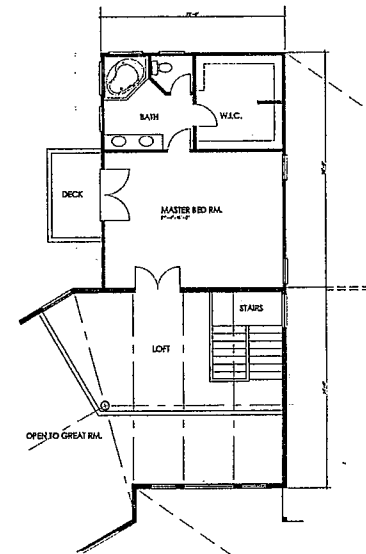 BATH
W.I.C.
DECK
MASTER BED RM.
STAIRS
LOFT
OPEN TO GREAT RM.